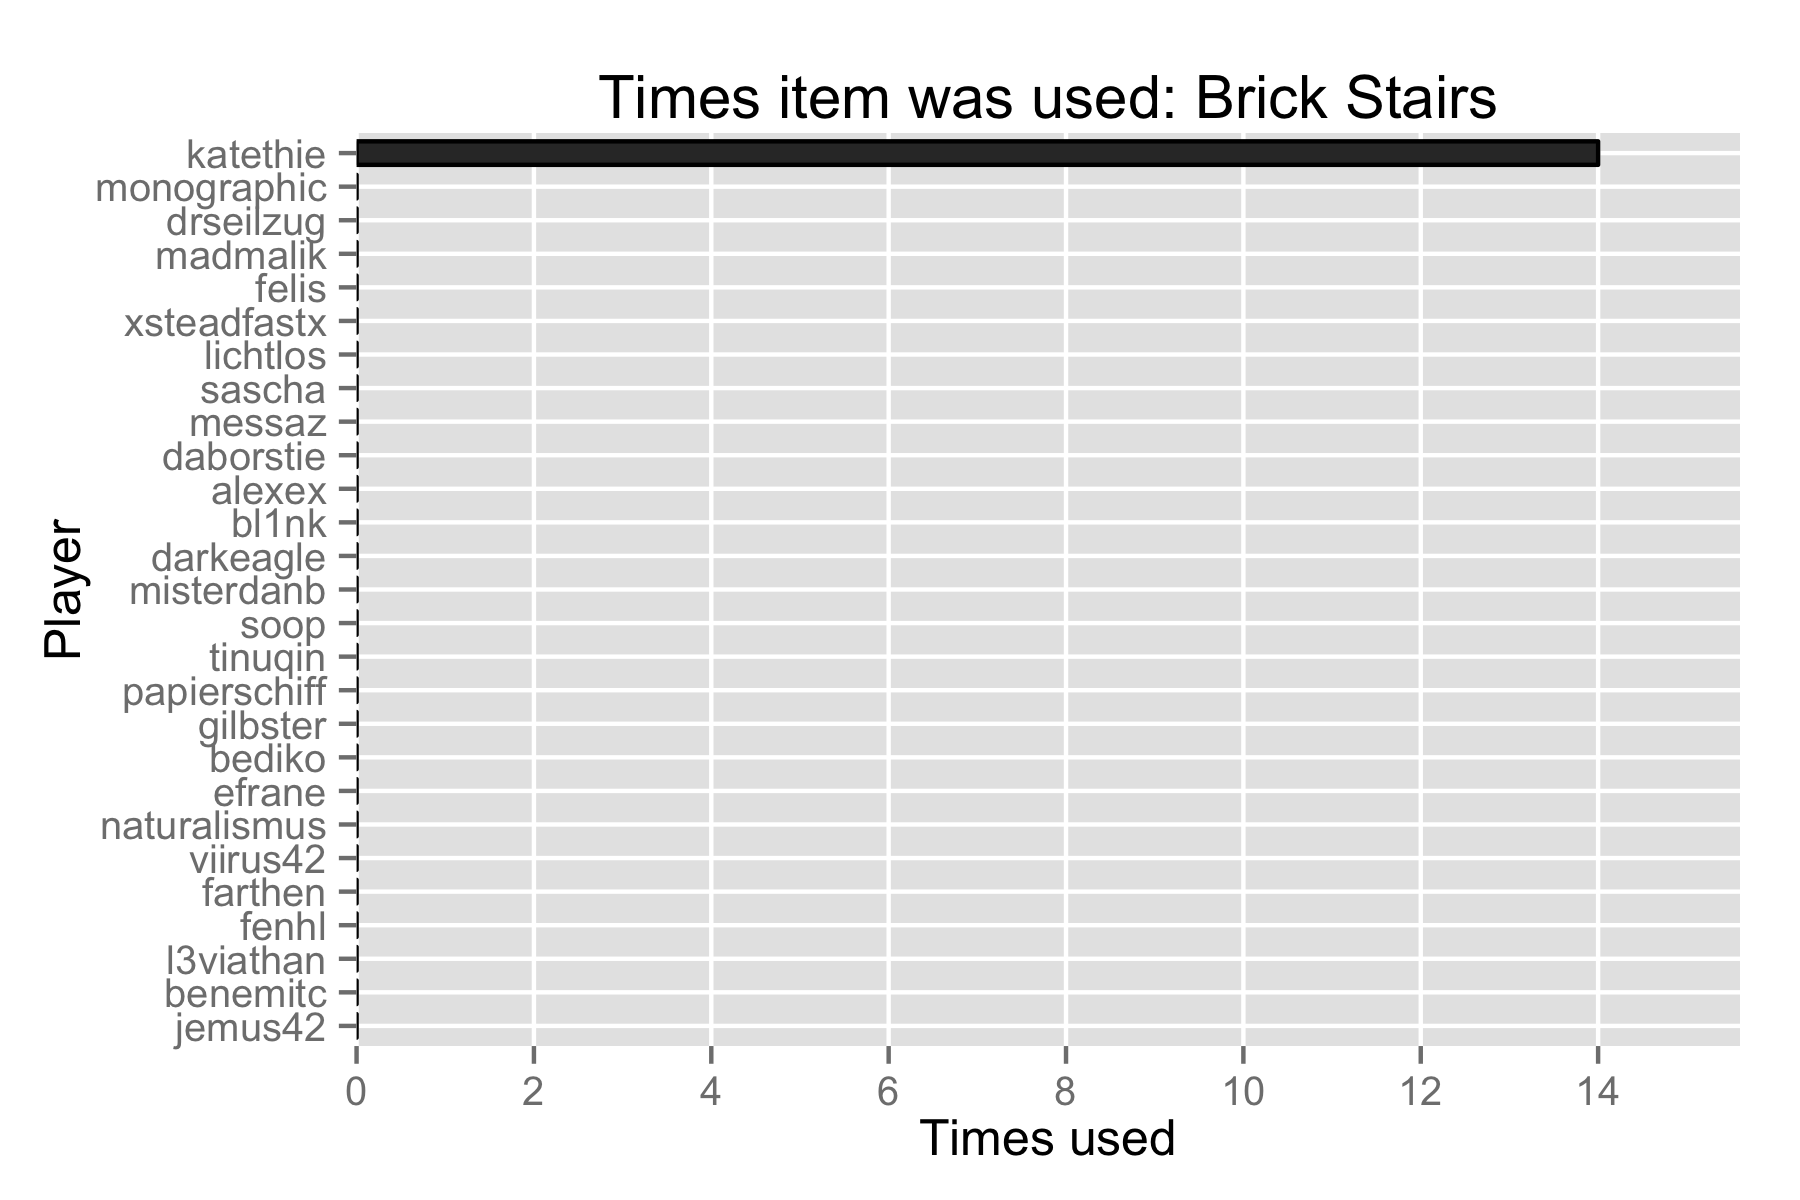 Times item was used: Brick Stairs
katethie
monographic
drseilzug
madmalik
felis
xsteadfastx
lichtlos
sascha
messaz
daborstie
alexex
bl1nk
darkeagle
misterdanb
soop
tinuqin
papierschiff
gilbster
bediko
efrane
naturalismus
viirus42
farthen
fenhl
l3viathan
benemitc
jemus42
Player
0 2 4 6 8 10 12 14
Times used